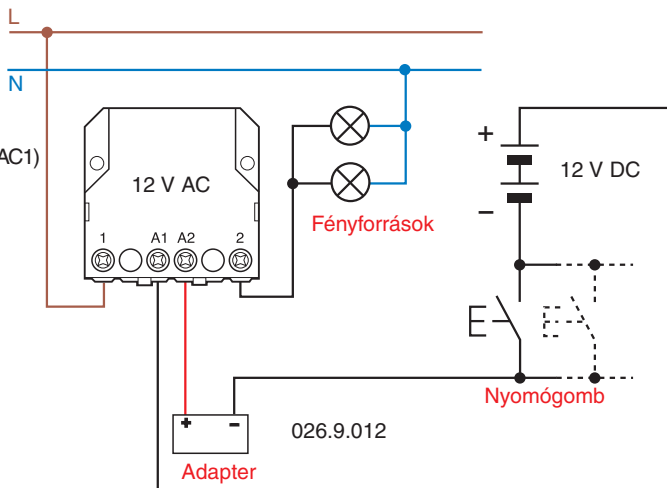 L
N
AC1)
12 V AC
1 A1 A2 2
Fényforrások
+
12 V DC
−
Nyomógomb
+ −
026.9.012
Adapter